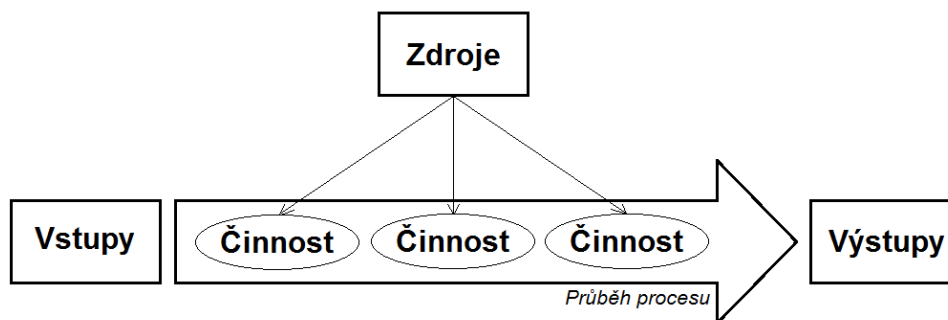 Zdroje
Vstupy
Činnost
Činnost
Činnost
Výstupy
Průběh procesu